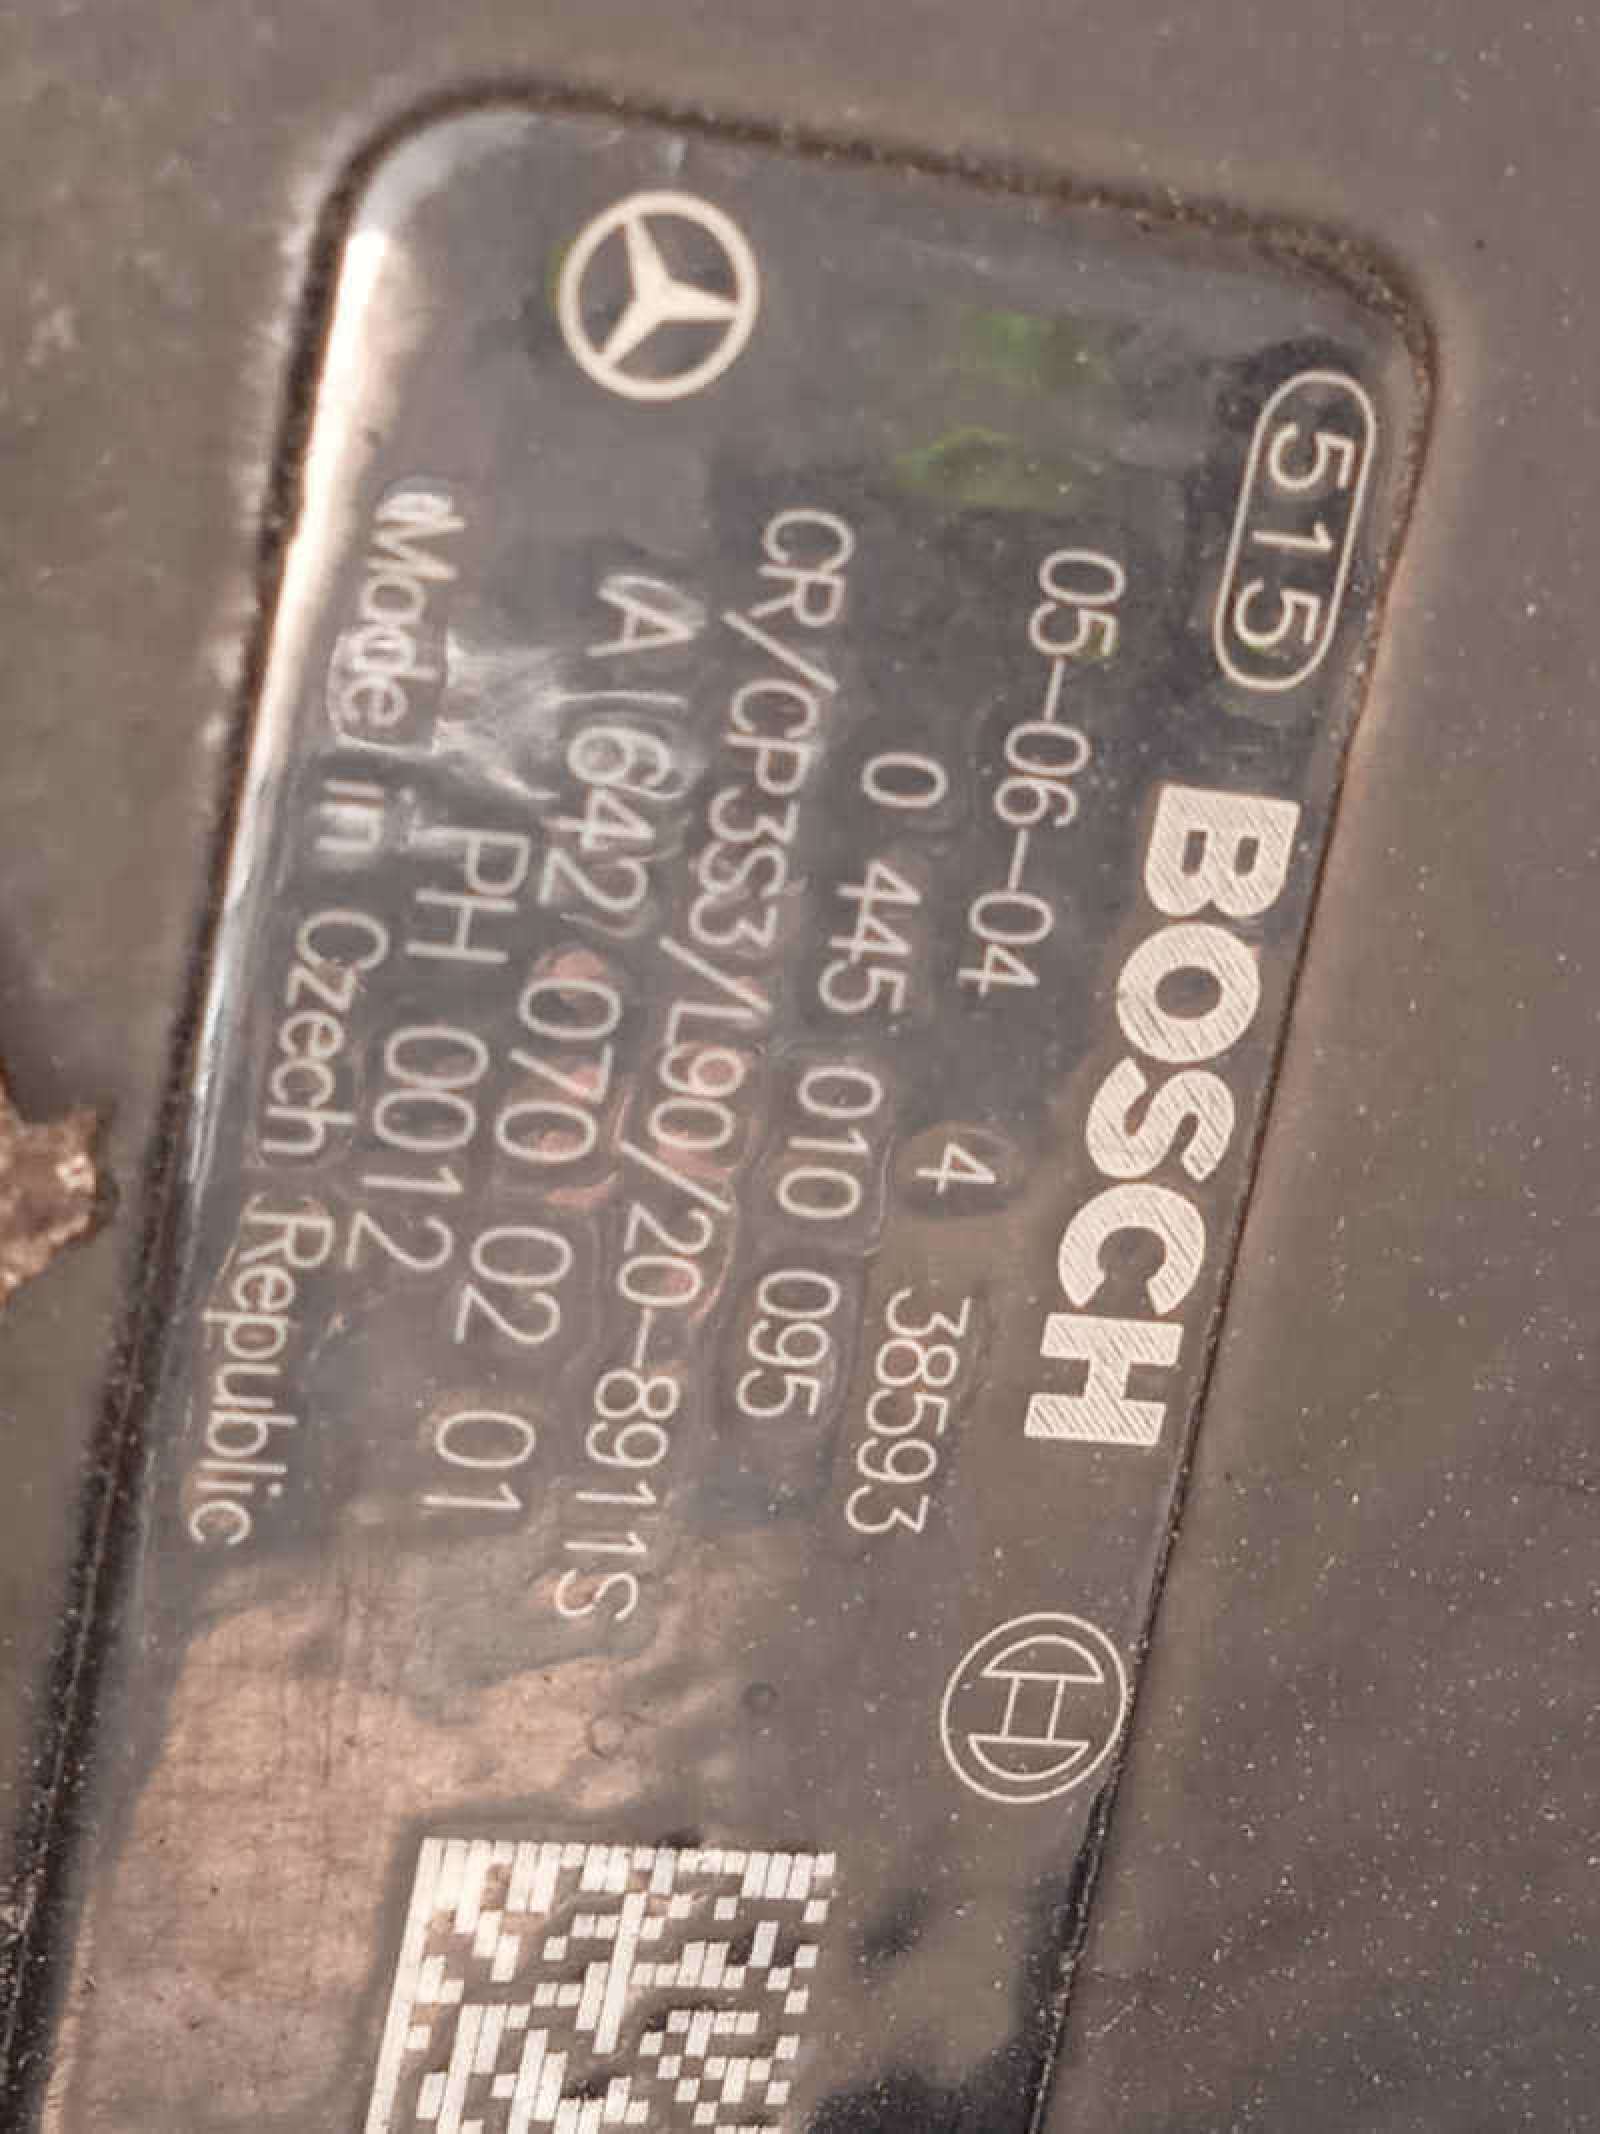 515 BOSCH
05-06-04 4 38593
0 445 010 095
CR/CP3S3/L90/20-8911S
A 642 070 02 01
PH 0012
Made in Czech Republic